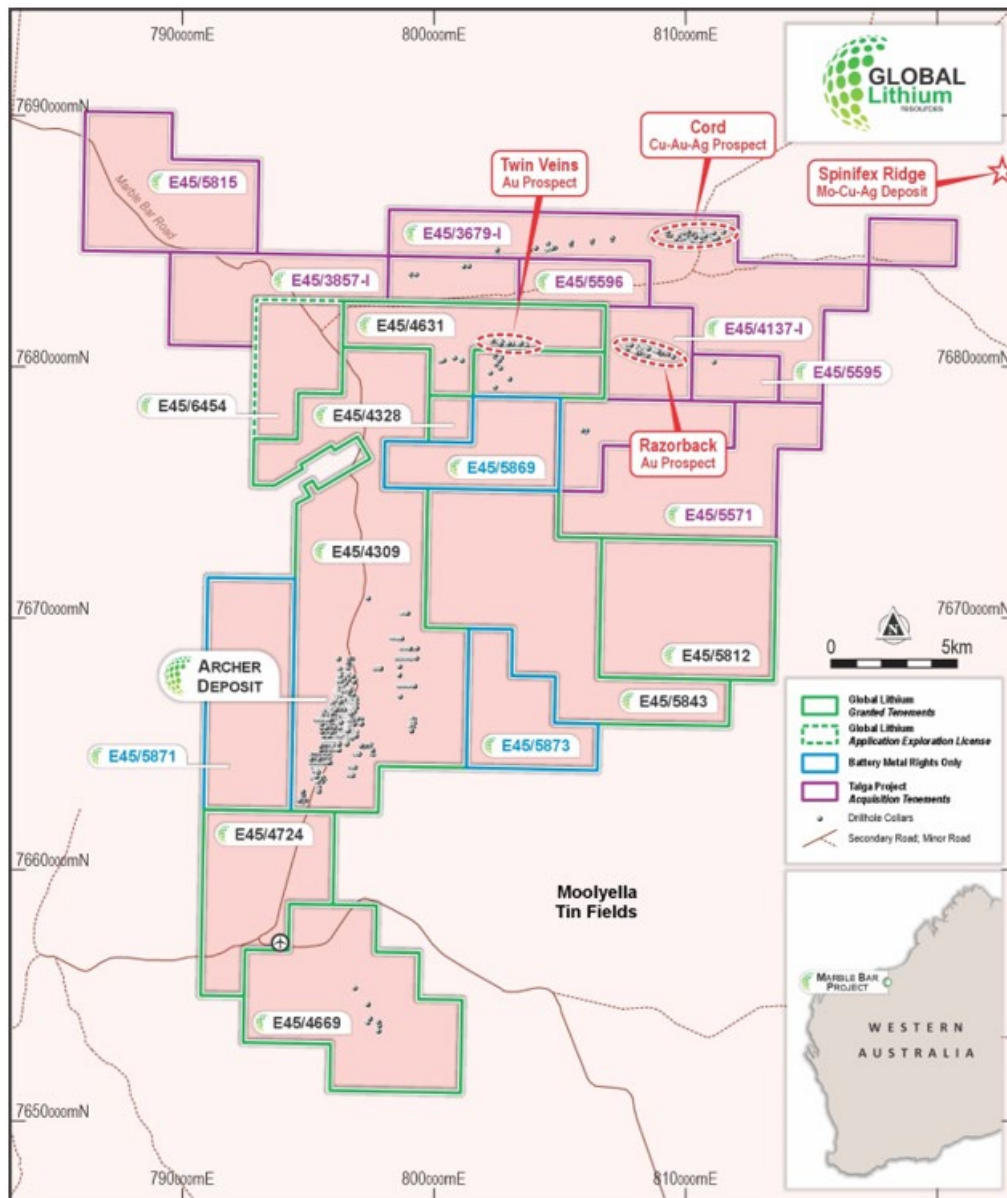 790000mE
800000mE
810000mE
GLOBAL
Lithium
RESOURCES
7690000mN
Cord
Cu-Au-Ag Prospect
Twin Veins
Au Prospect
Spinifex Ridge
Mo-Cu-Ag Deposit
E45/5815
Marble Bar Road
E45/3679-I
E45/3857-I
E45/5596
E45/4631
E45/4137-I
7680000mN
7680000mN
E45/5595
E45/6454
E45/4328
Razorback
Au Prospect
E45/5869
E45/5571
E45/4309
7670000mN
7670000mN
N
0
5km
E45/5812
ARCHER
DEPOSIT
E45/5843
E45/5871
E45/5873
Global Lithium
Granted Tenements
Global Lithium
Application Exploration License
Battery Metal Rights Only
Talga Project
Acquisition Tenements
Drillhole Collars
Secondary Road; Minor Road
E45/4724
7660000mN
Moolyella
Tin Fields
MARBLE BAR
PROJECT
WESTERN
AUSTRALIA
E45/4669
7650000mN
790000mE
800000mE
810000mE